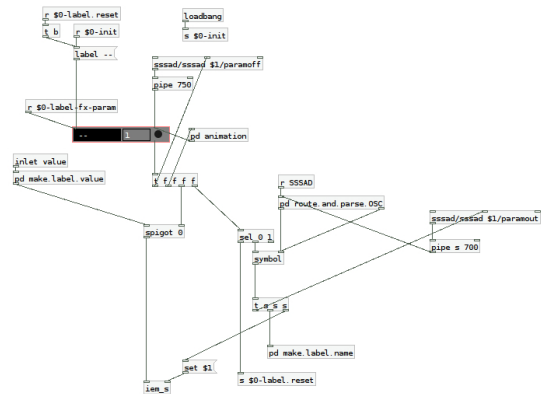 r $0-label.reset
loadbang
t b
r $0-init
s $0-init
label --
sssad/sssad $1/paramoff
pipe 750
r $0-label-fx-param
--
1
pd animation
inlet value
pd make.label.value
t f f f f
r SSSAD
pd route.and.parse.OSC
sssad/sssad $1/paramout
spigot 0
sel 0 1
pipe s 700
symbol
t s s s
pd make.label.name
set $1
s $0-label.reset
iem_s